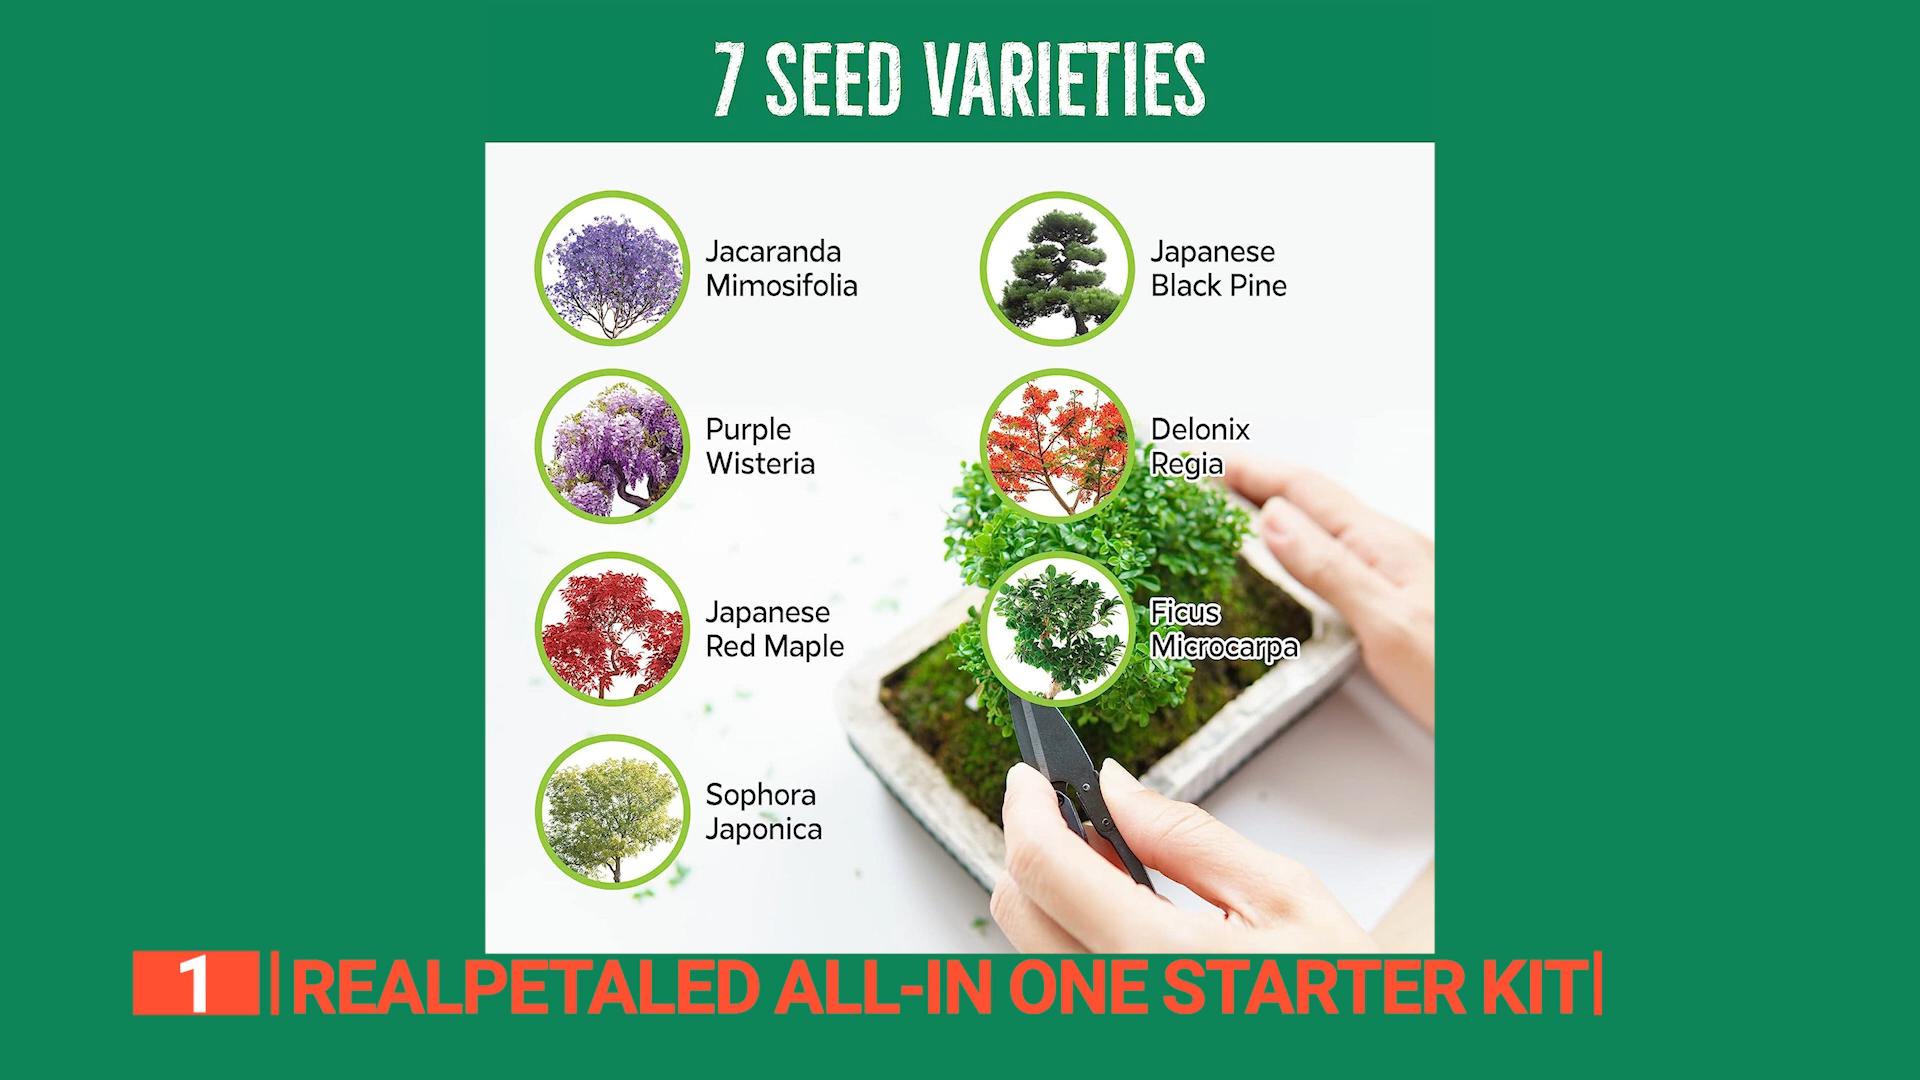 7 SEED VARIETIES
Jacaranda
Mimosifolia
Japanese
Black Pine
Purple
Wisteria
Delonix
Regia
Japanese
Red Maple
Ficus
Microcarpa
Sophora
Japonica
1 REALPETALED ALL-IN ONE STARTER KIT